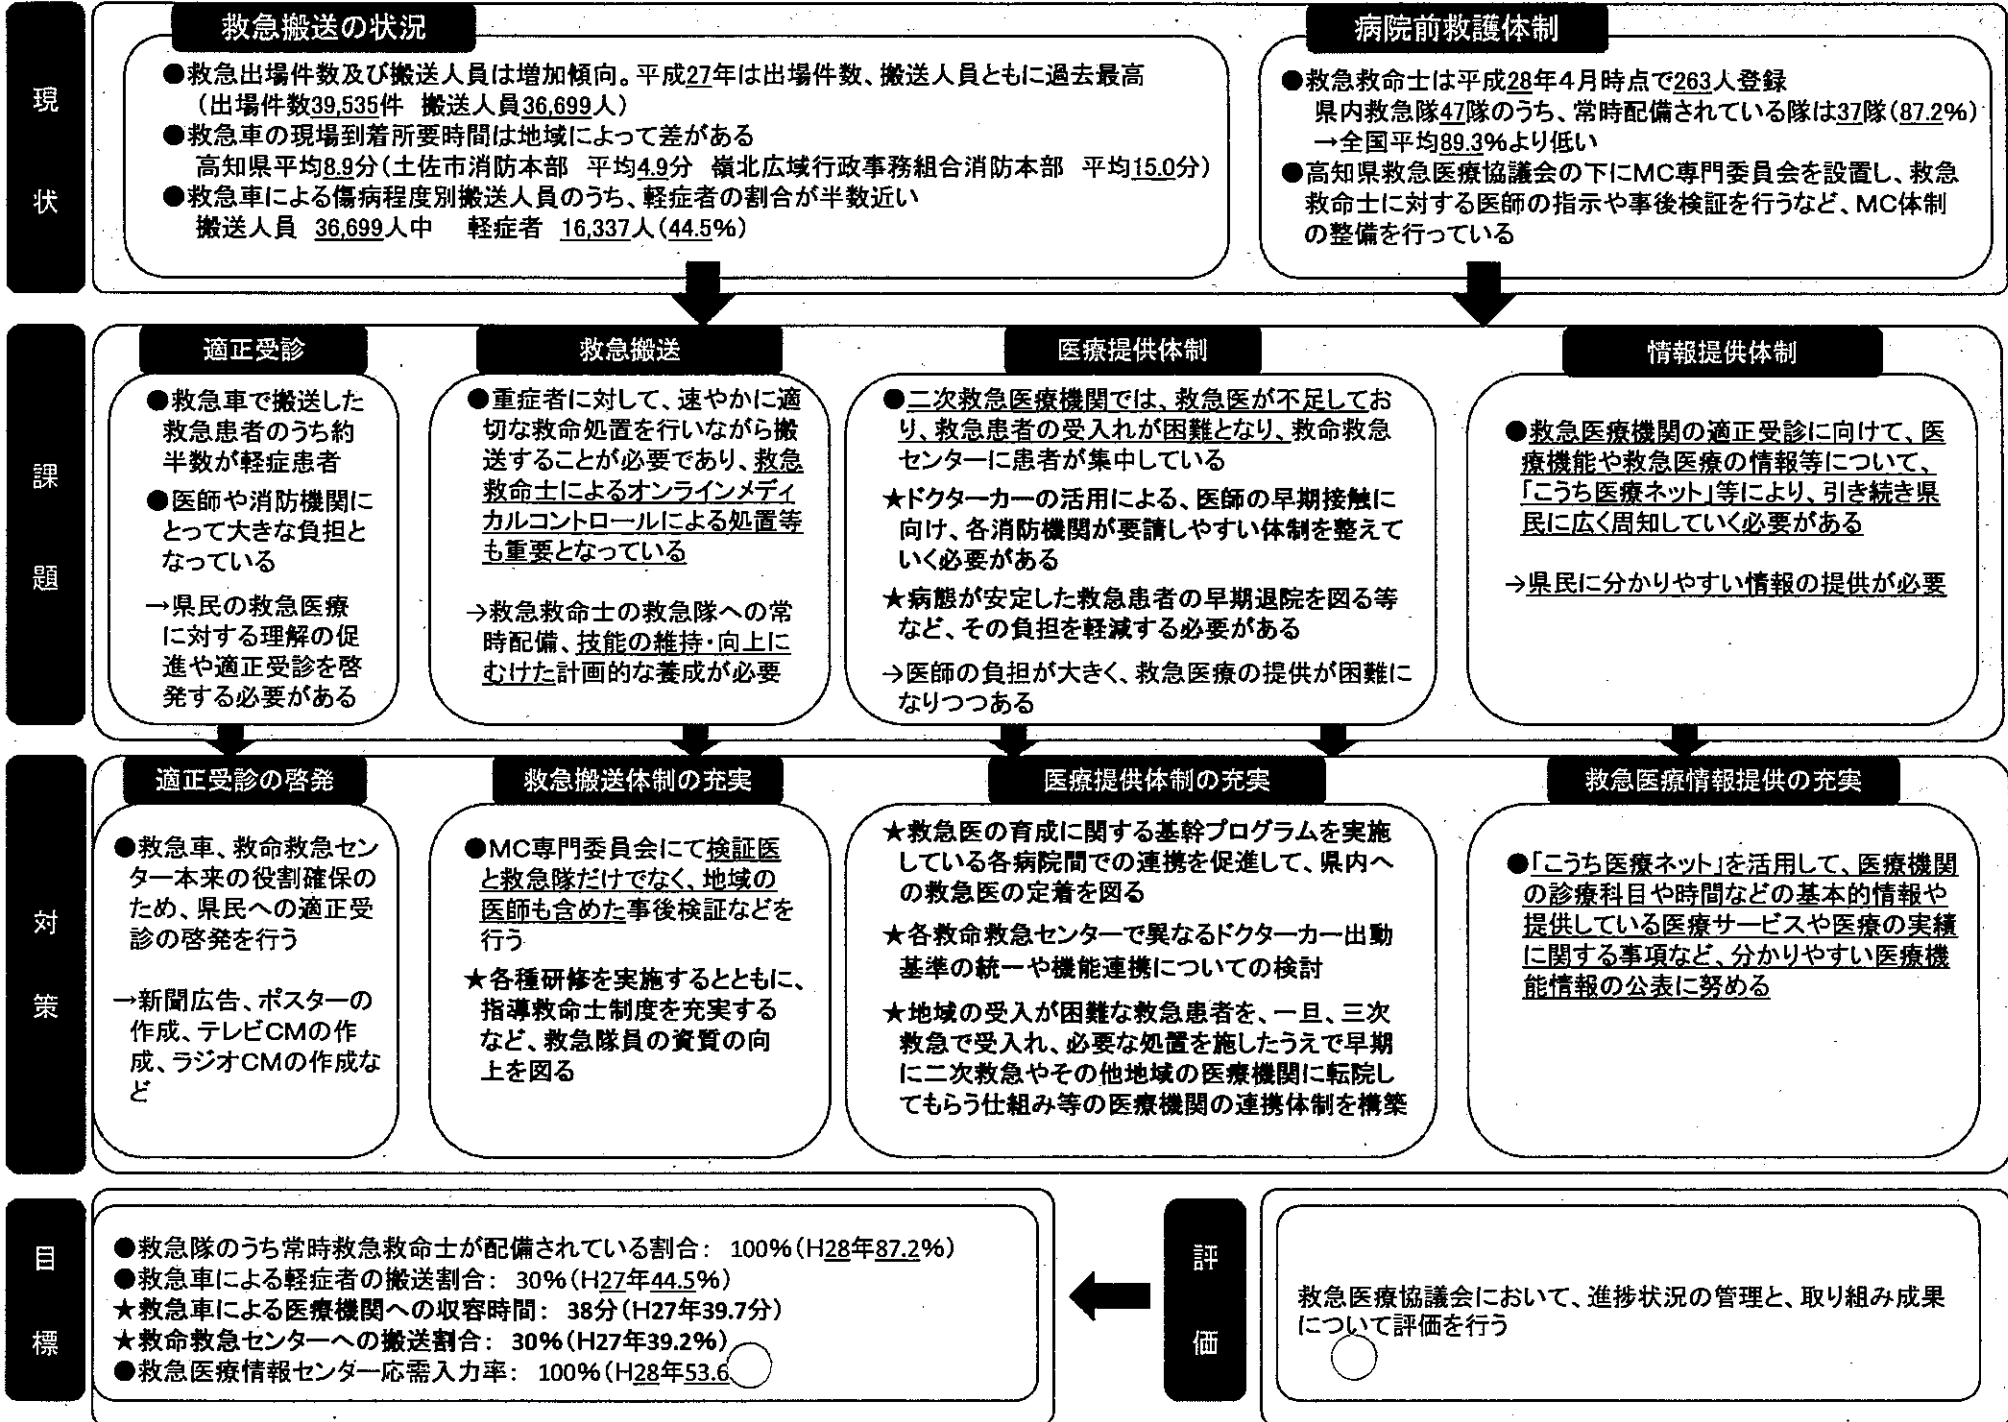 現状
救急搬送の状況
●救急出場件数及び搬送人員は増加傾向。平成27年は出場件数、搬送人員ともに過去最高
(出場件数39,535件 搬送人員36,699人)
●救急車の現場到着所要時間は地域によって差がある
高知県平均8.9分(土佐市消防本部 平均4.9分 嶺北広域行政事務組合消防本部 平均15.0分)
●救急車による傷病程度別搬送人員のうち、軽症者の割合が半数近い
搬送人員 36,699人中 軽症者 16,337人(44.5%)
病院前救護体制
●救急救命士は平成28年4月時点で263人登録
県内救急隊47隊のうち、常時配備されている隊は37隊(87.2%)
→全国平均89.3%より低い
●高知県救急医療協議会の下にMC専門委員会を設置し、救急
救命士に対する医師の指示や事後検証を行うなど、MC体制
の整備を行っている
課題
適正受診
●救急車で搬送した
救急患者のうち約
半数が軽症患者
●医師や消防機関に
とって大きな負担と
なっている
→県民の救急医療
に対する理解の促
進や適正受診を啓
発する必要がある
救急搬送
●重症者に対して、速やかに適
切な救命処置を行いながら搬
送することが必要であり、救急
救命士によるオンラインメディ
カルコントロールによる処置等
も重要となっている
→救急救命士の救急隊への常
時配備、技能の維持・向上に
むけた計画的な養成が必要
医療提供体制
●二次救急医療機関では、救急医が不足してお
り、救急患者の受入れが困難となり、救命救急
センターに患者が集中している
★ドクターカーの活用による、医師の早期接触に
向け、各消防機関が要請しやすい体制を整えて
いく必要がある
★病態が安定した救急患者の早期退院を図る等
など、その負担を軽減する必要がある
→医師の負担が大きく、救急医療の提供が困難に
なりつつある
情報提供体制
●救急医療機関の適正受診に向けて、医
療機能や救急医療の情報等について、
「こうち医療ネット」等により、引き続き県
民に広く周知していく必要がある
→県民に分かりやすい情報の提供が必要
対策
適正受診の啓発
●救急車、救命救急セン
ター本来の役割確保の
ため、県民への適正受
診の啓発を行う
→新聞広告、ポスターの
作成、テレビCMの作
成、ラジオCMの作成な
ど
救急搬送体制の充実
●MC専門委員会にて検証医
と救急隊だけでなく、地域の
医師も含めた事後検証などを
行う
★各種研修を実施するとともに、
指導救命士制度を充実する
など、救急隊員の資質の向
上を図る
医療提供体制の充実
★救急医の育成に関する基幹プログラムを実施
している各病院間での連携を促進して、県内へ
の救急医の定着を図る
★各救命救急センターで異なるドクターカー出動
基準の統一や機能連携についての検討
★地域の受入が困難な救急患者を、一旦、三次
救急で受入れ、必要な処置を施したうえで早期
に二次救急やその他地域の医療機関に転院し
てもらう仕組み等の医療機関の連携体制を構築
救急医療情報提供の充実
●「こうち医療ネット」を活用して、医療機関
の診療科目や時間などの基本的情報や
提供している医療サービスや医療の実績
に関する事項など、分かりやすい医療機
能情報の公表に努める
目標
●救急隊のうち常時救急救命士が配備されている割合: 100%(H28年87.2%)
●救急車による軽症者の搬送割合: 30%(H27年44.5%)
★救急車による医療機関への収容時間: 38分(H27年39.7分)
★救命救急センターへの搬送割合: 30%(H27年39.2%)
●救急医療情報センター応需入力率: 100%(H28年53.6
評価
救急医療協議会において、進捗状況の管理と、取り組み成果
について評価を行う